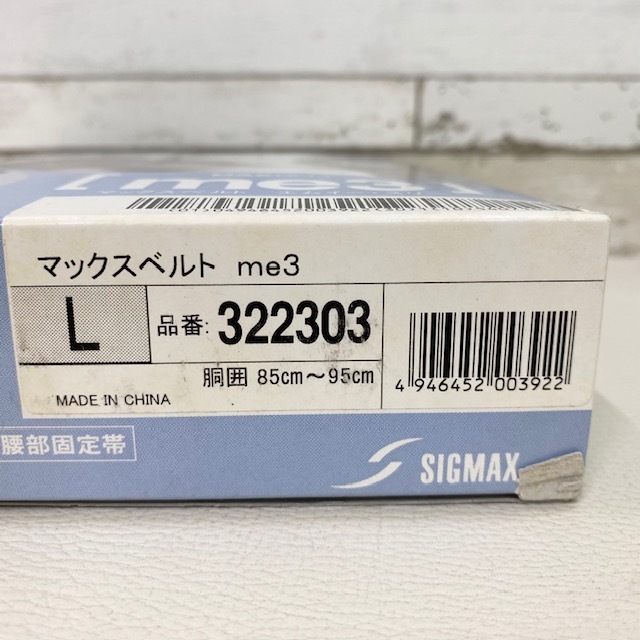 [me3]
マックスベルト me3
L
品番: 322303
胴囲 85cm～95cm
4 946452 003922
MADE IN CHINA
腰部固定帯
SIGMAX